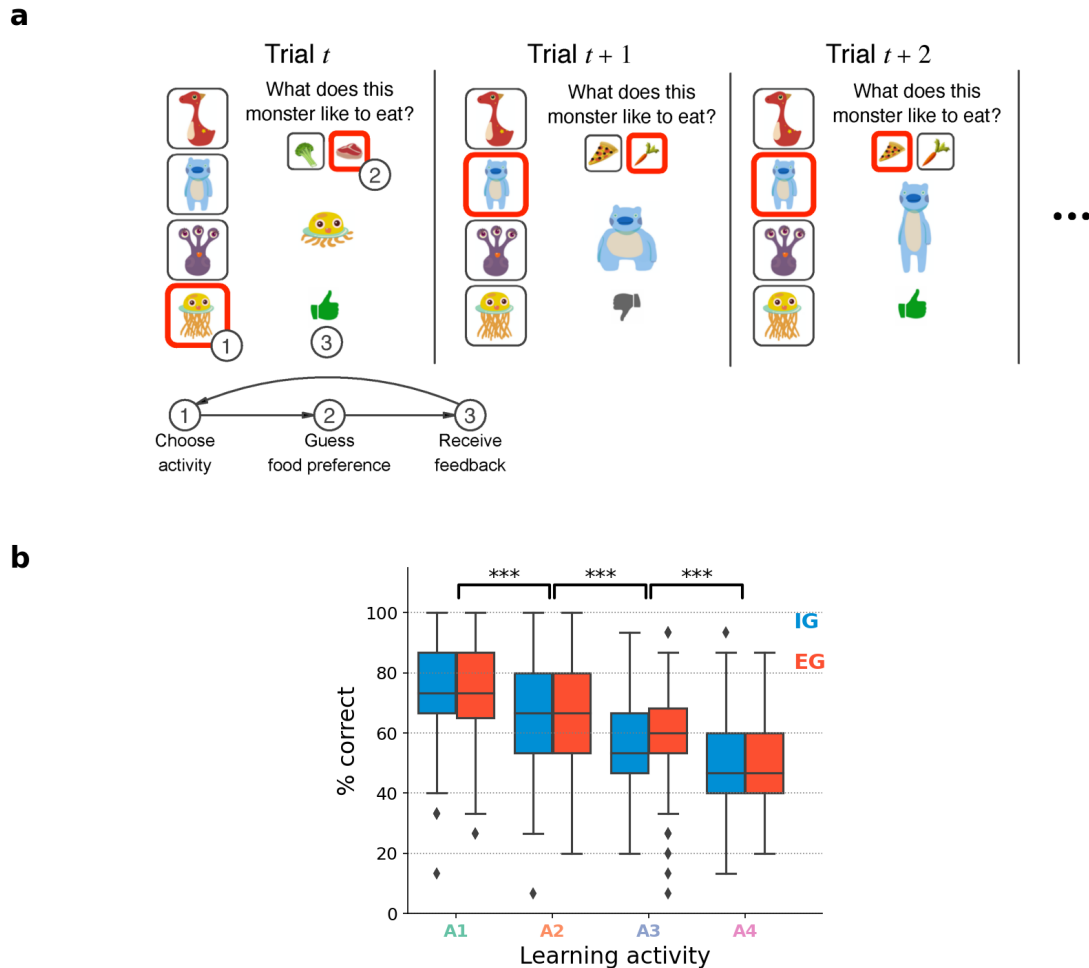 a
Trial t
What does this
monster like to eat?
2
1
3
Trial t + 1
What does this
monster like to eat?
Trial t + 2
What does this
monster like to eat?
...
1
2
3
Choose
activity
Guess
food preference
Receive
feedback
b
*** *** ***
IG
EG
100
80
60
40
20
0
% correct
A1 A2 A3 A4
Learning activity